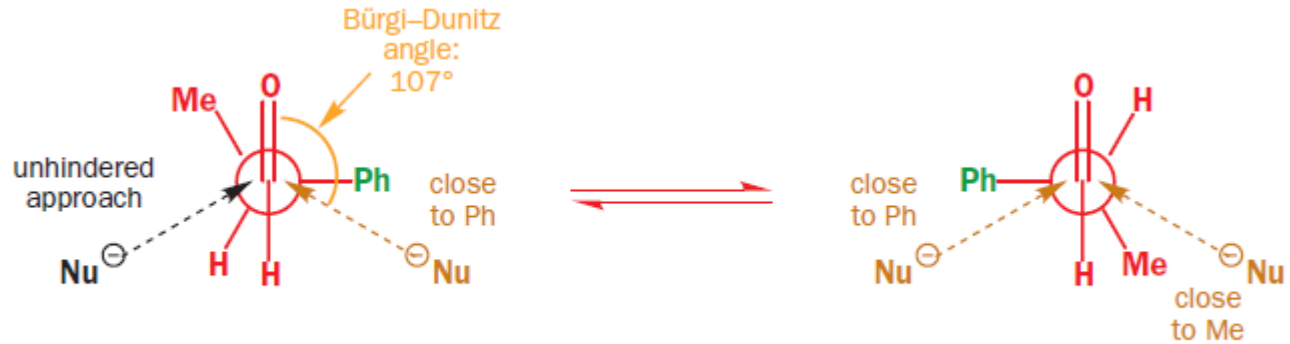 Bürgi–Dunitz
angle:
107°
O
Me
unhindered
approach
Ph
close
to Ph
Nu⊖
H
H
⊖Nu
O
H
close
to Ph
Ph
Nu⊖
H
Me
⊖Nu
close
to Me